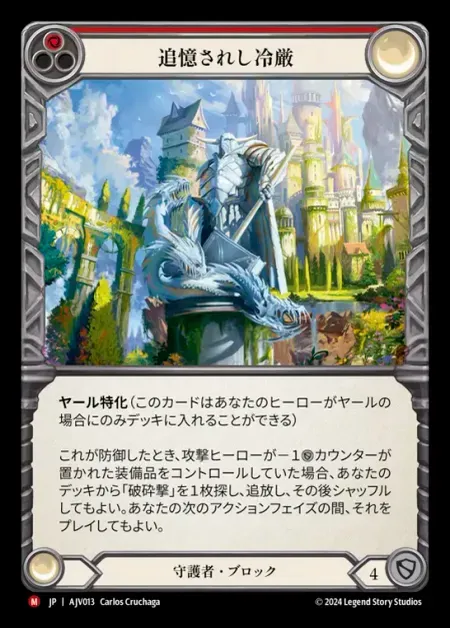 追憶されし冷厳
ヤール特化(このカードはあなたのヒーローがヤールの
場合にのみデッキに入れることができる)
これが防御したとき、攻撃ヒーローが－1カウンターが
置かれた装備品をコントロールしていた場合、あなたの
デッキから「破砕撃」を1枚探し、追放し、その後シャッフル
してもよい。あなたの次のアクションフェイズの間、それを
プレイしてもよい。
守護者・ブロック
4
M | JP | AJV013 Carlos Cruchaga
© 2024 Legend Story Studios